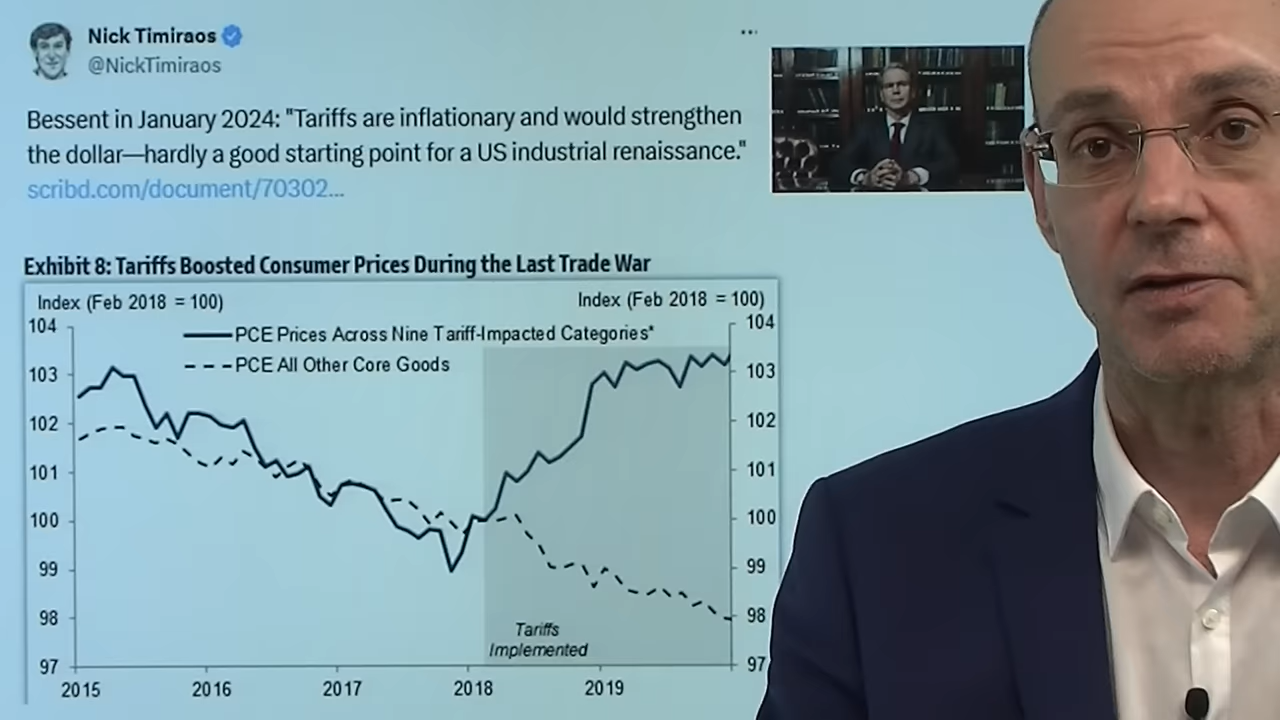 Nick Timiraos
@NickTimiraos
Bessent in January 2024: "Tariffs are inflationary and would strengthen
the dollar—hardly a good starting point for a US industrial renaissance."
scribd.com/document/70302...
Exhibit 8: Tariffs Boosted Consumer Prices During the Last Trade War
Index (Feb 2018 = 100) Index (Feb 2018 = 100)
PCE Prices Across Nine Tariff-Impacted Categories*
PCE All Other Core Goods
104 104
103 103
102 102
101 101
100 100
99 99
98 98
97 97
Tariffs
Implemented
2015 2016 2017 2018 2019